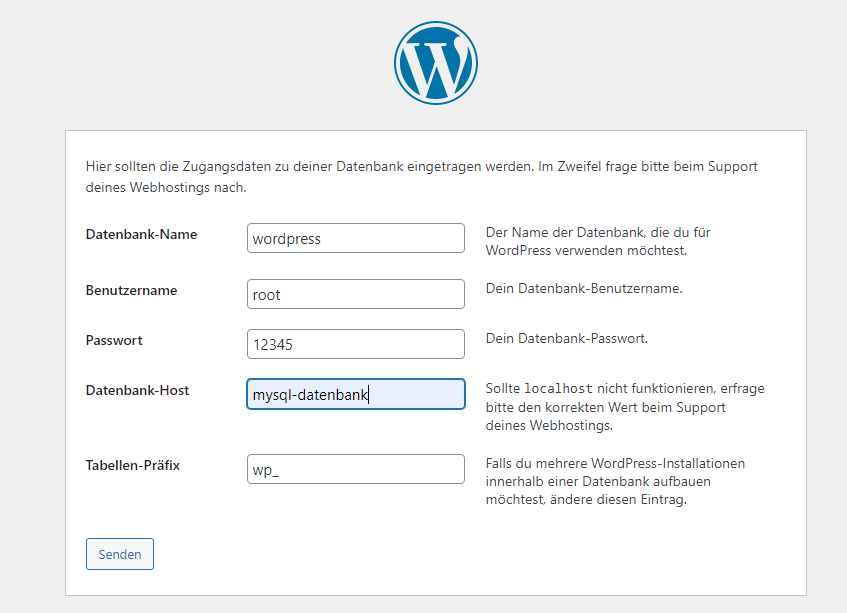 Hier sollten die Zugangsdaten zu deiner Datenbank eingetragen werden. Im Zweifel frage bitte beim Support
deines Webhostings nach.
Datenbank-Name
wordpress
Der Name der Datenbank, die du für
WordPress verwenden möchtest.
Benutzername
root
Dein Datenbank-Benutzername.
Passwort
12345
Dein Datenbank-Passwort.
Datenbank-Host
mysql-datenbank
Sollte localhost nicht funktionieren, erfrage
bitte den korrekten Wert beim Support
deines Webhostings.
Tabellen-Präfix
wp_
Falls du mehrere WordPress-Installationen
innerhalb einer Datenbank aufbauen
möchtest, ändere diesen Eintrag.
Senden